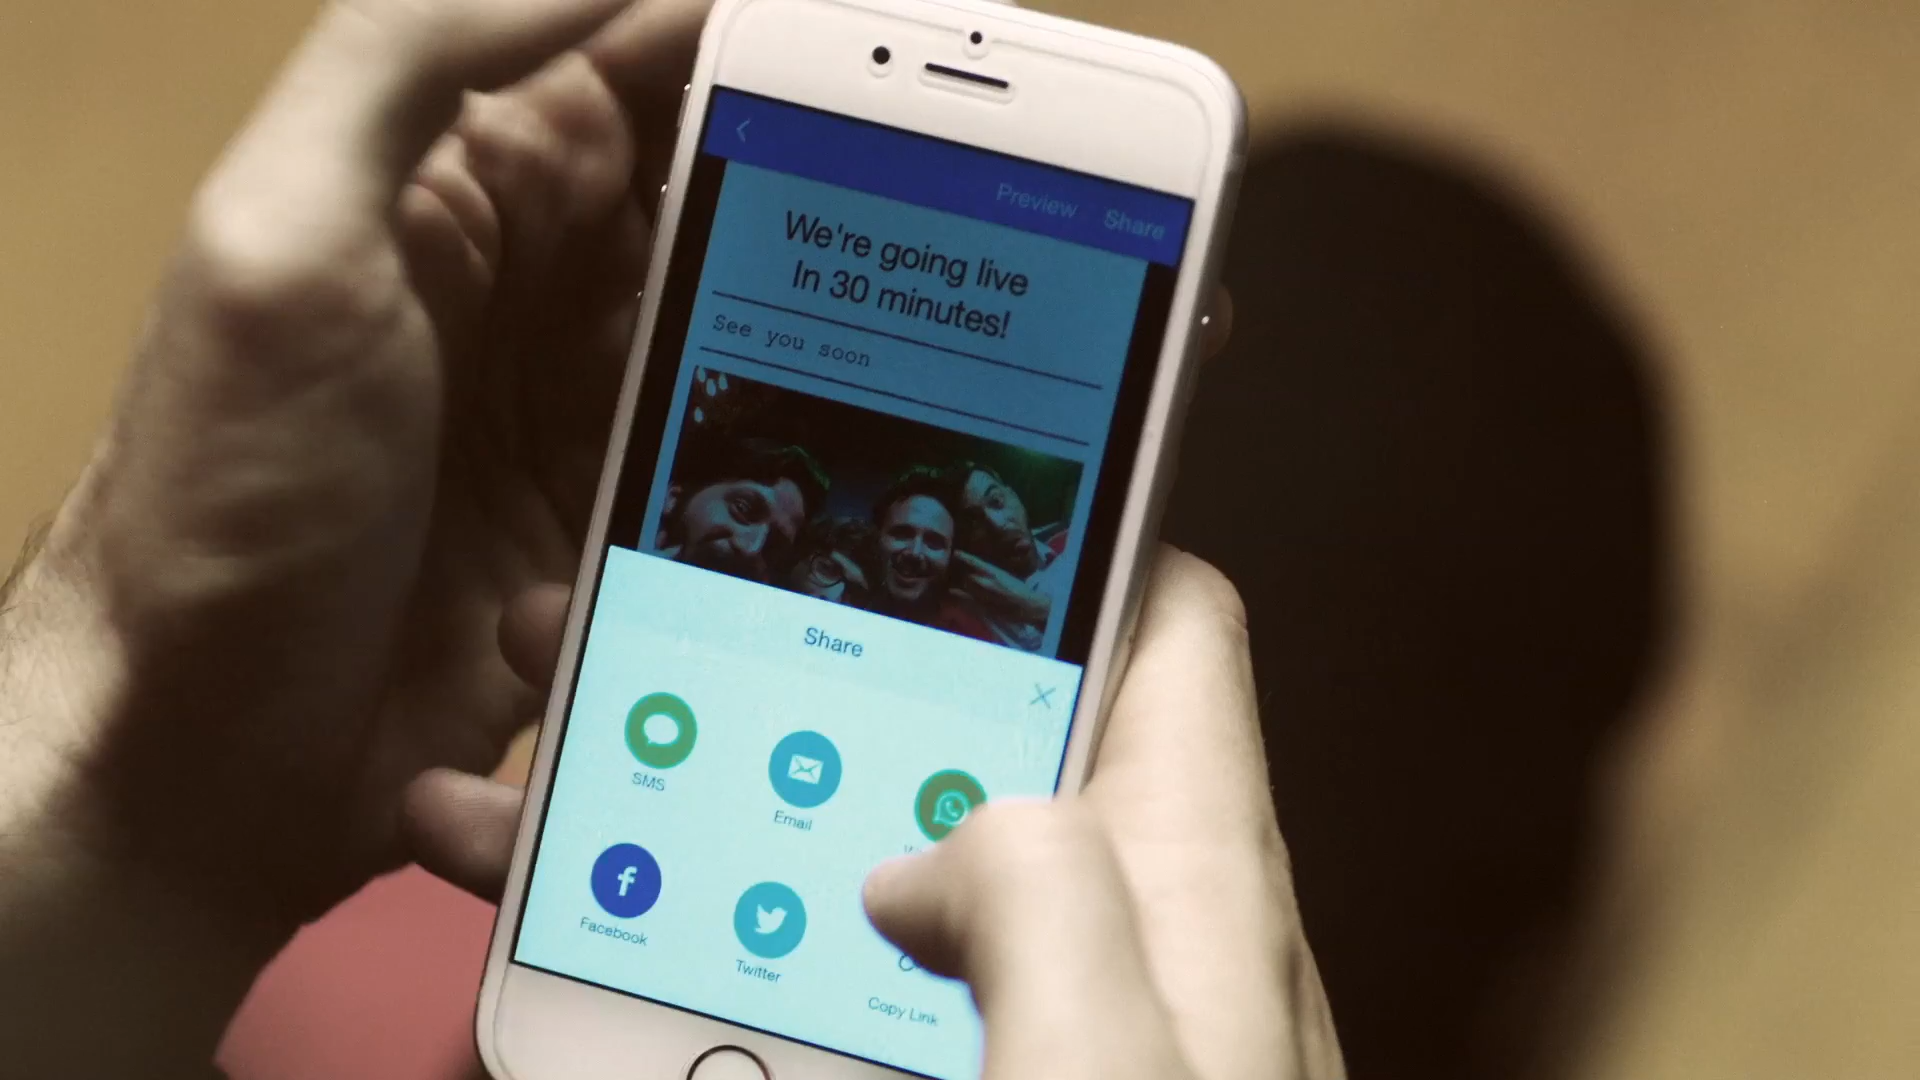 Preview Share
We're going live
In 30 minutes!
See you soon
Share
SMS
Email
Facebook
Twitter
Copy Link